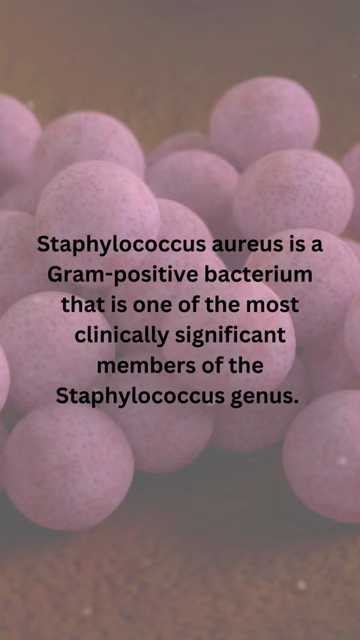 Staphylococcus aureus is a
Gram-positive bacterium
that is one of the most
clinically significant
members of the
Staphylococcus genus.